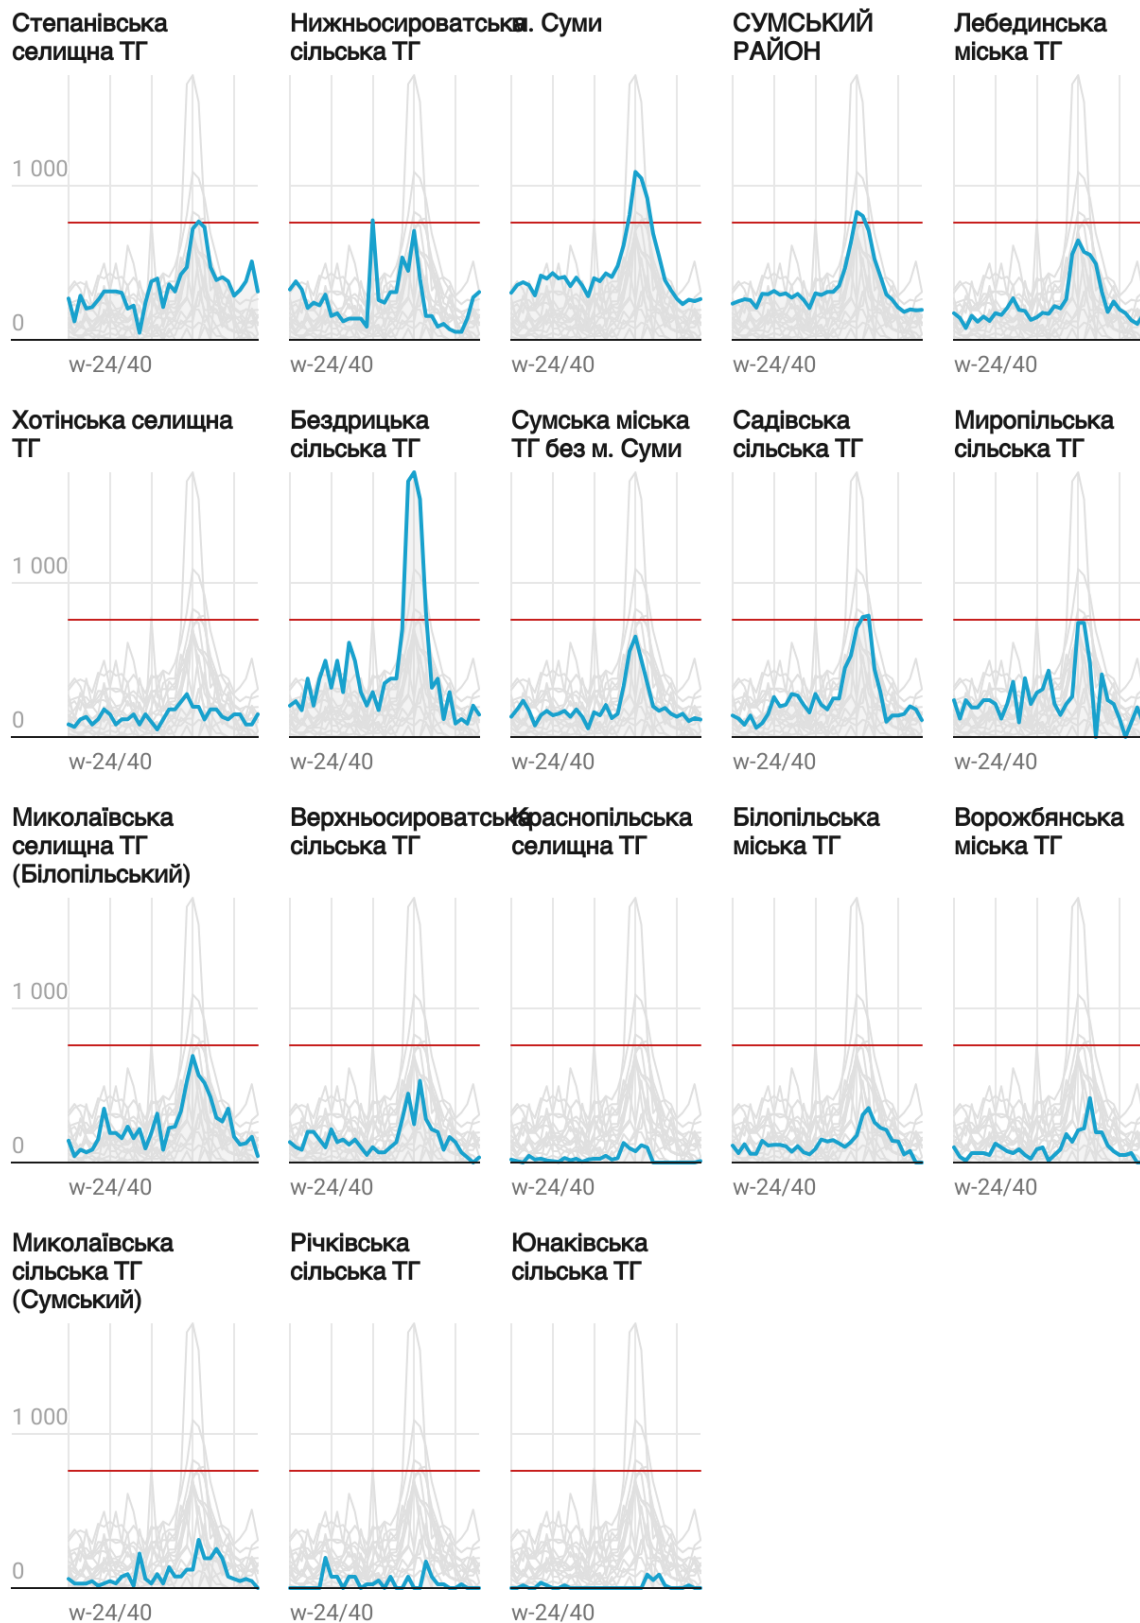 Степанівська
селищна ТГ
Нижньосироватська
сільська ТГ
м. Суми
СУМСЬКИЙ
РАЙОН
Лебединська
міська ТГ
1 000
0
w-24/40
w-24/40
w-24/40
w-24/40
w-24/40
Хотінська селищна
ТГ
Бездрицька
сільська ТГ
Сумська міська
ТГ без м. Суми
Садівська
сільська ТГ
Миропільська
сільська ТГ
1 000
0
w-24/40
w-24/40
w-24/40
w-24/40
w-24/40
Миколаївська
селищна ТГ
(Білопільський)
Верхньосироватська
сільська ТГ
Краснопільська
селищна ТГ
Білопільська
міська ТГ
Ворожбянська
міська ТГ
1 000
0
w-24/40
w-24/40
w-24/40
w-24/40
w-24/40
Миколаївська
сільська ТГ
(Сумський)
Річківська
сільська ТГ
Юнаківська
сільська ТГ
1 000
0
w-24/40
w-24/40
w-24/40